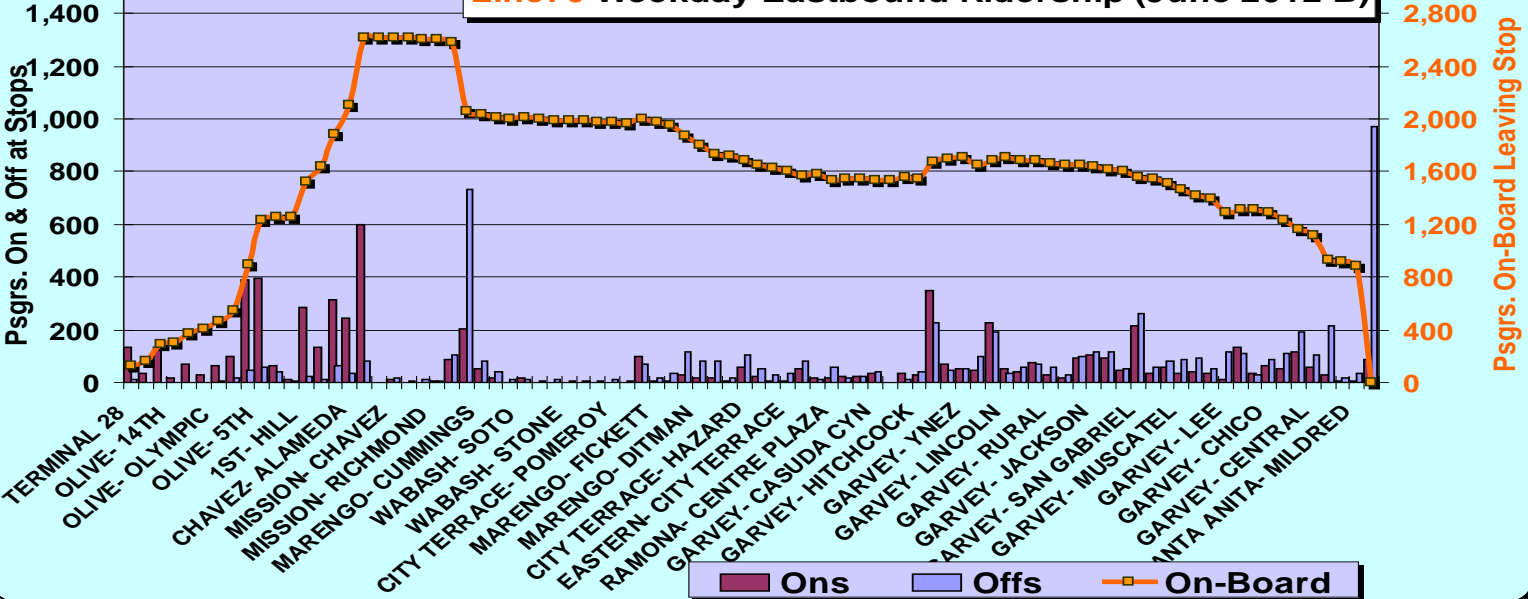 Weekday Eastbound Ridership (June 2012 B)
Psgrs. On & Off at Stops
1,400
1,200
1,000
800
600
400
200
0
2,800
2,400
2,000
1,600
1,200
800
400
0
Psgrs. On-Board Leaving Stop
TERMINAL 28
OLIVE- 14TH
OLIVE- OLYMPIC
OLIVE- 5TH
1ST- HILL
CHAVEZ- ALAMEDA
MISSION- CHAVEZ
MISSION- RICHMOND
MARENGO- CUMMINGS
WABASH- SOTO
WABASH- STONE
CITY TERRACE- POMEROY
MARENGO- FICKETT
MARENGO- DITMAN
CITY TERRACE- HAZARD
EASTERN- CITY TERRACE
RAMONA- CENTRE PLAZA
GARVEY- CASUDA CYN
GARVEY- HITCHCOCK
GARVEY- YNEZ
GARVEY- LINCOLN
GARVEY- RURAL
GARVEY- JACKSON
GARVEY- SAN GABRIEL
GARVEY- MUSCATEL
GARVEY- LEE
GARVEY- CHICO
GARVEY- CENTRAL
ANTA ANITA- MILDRED
Ons
Offs
On-Board